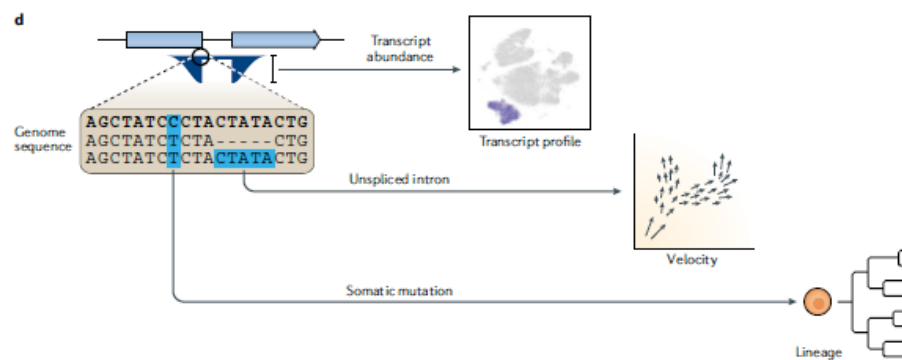 d
Transcript
abundance
Genome
sequence
AGCTATCCCTACTATACTG
AGCTATCTCTA-----CTG
AGCTATCTCTACTATACTG
Transcript profile
Unspliced intron
Velocity
Somatic mutation
Lineage